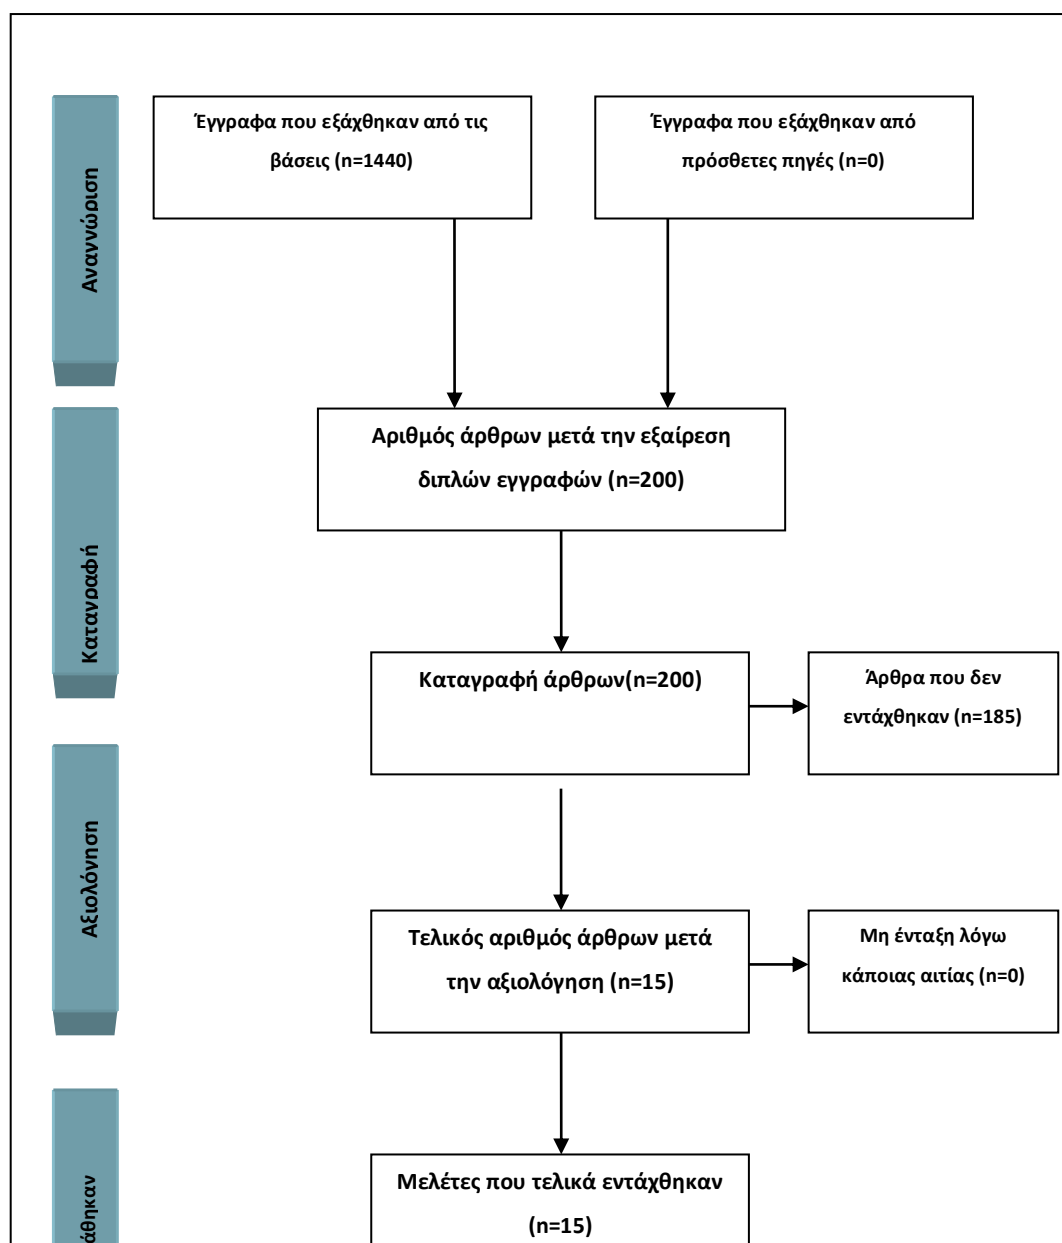 Έγγραφα που εξάχθηκαν από τις
βάσεις (n=1440)
Έγγραφα που εξάχθηκαν από
πρόσθετες πηγές (n=0)
Αναγνώριση
Αριθμός άρθρων μετά την εξαίρεση
διπλών εγγραφών (n=200)
Καταγραφή
Καταγραφή άρθρων(n=200)
Άρθρα που δεν
εντάχθηκαν (n=185)
Αξιολόγηση
Τελικός αριθμός άρθρων μετά
την αξιολόγηση (n=15)
Μη ένταξη λόγω
κάποιας αιτίας (n=0)
Μελέτες που τελικά εντάχθηκαν
(n=15)